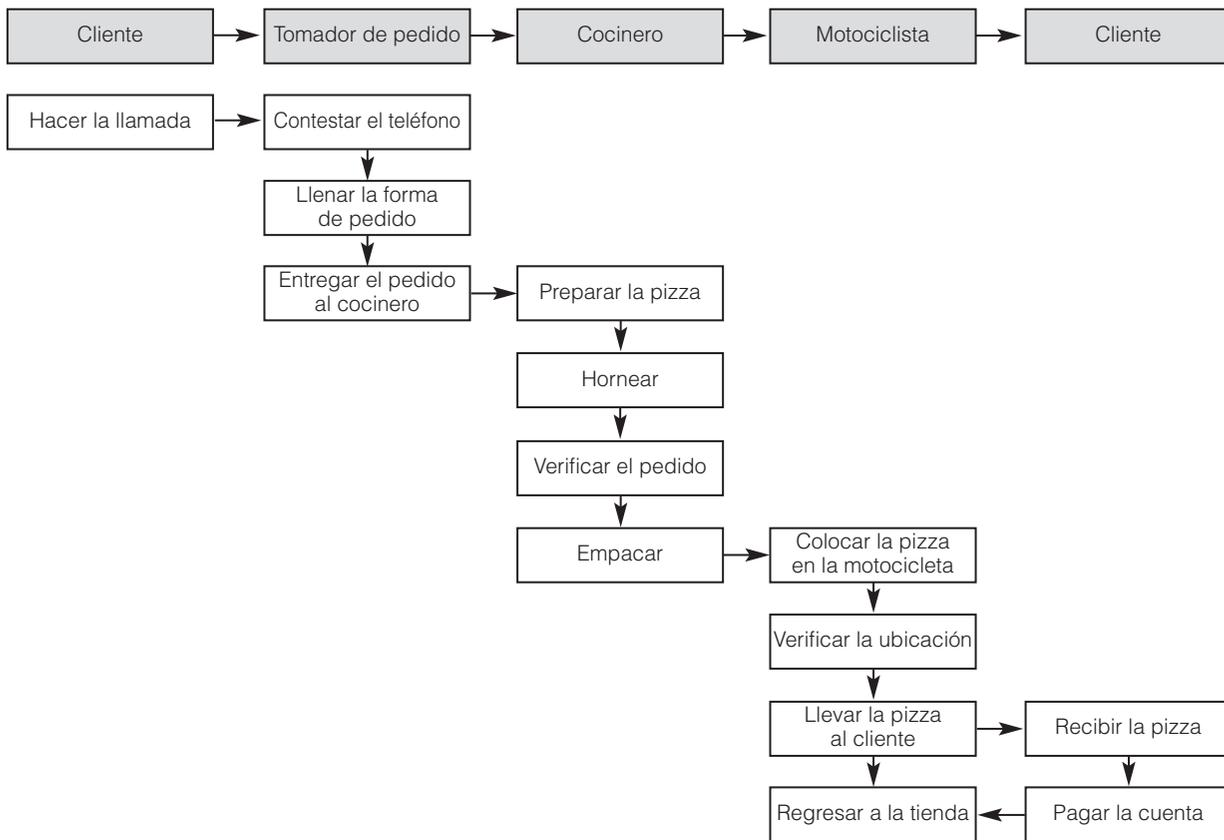 Cliente
Tomador de pedido
Cocinero
Motociclista
Cliente
Hacer la llamada
Contestar el teléfono
Llenar la forma
de pedido
Entregar el pedido
al cocinero
Preparar la pizza
Hornear
Verificar el pedido
Empacar
Colocar la pizza
en la motocicleta
Verificar la ubicación
Llevar la pizza
al cliente
Recibir la pizza
Regresar a la tienda
Pagar la cuenta